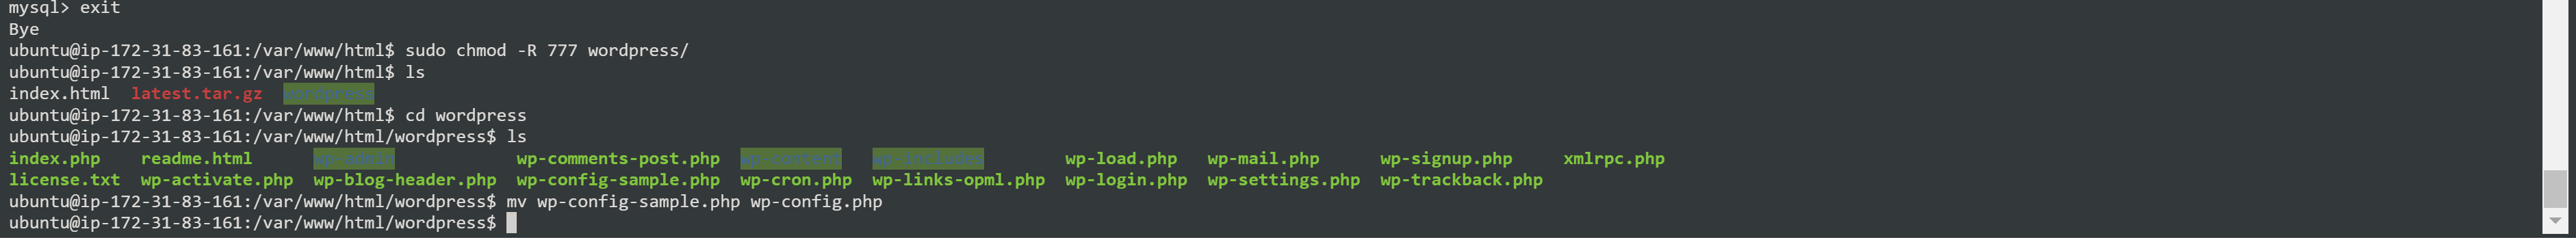 mysql> exit
Bye
ubuntu@ip-172-31-83-161:/var/www/html$ sudo chmod -R 777 wordpress/
ubuntu@ip-172-31-83-161:/var/www/html$ ls
index.html latest.tar.gz wordpress
ubuntu@ip-172-31-83-161:/var/www/html$ cd wordpress
ubuntu@ip-172-31-83-161:/var/www/html/wordpress$ ls
index.php readme.html wp-admin wp-comments-post.php wp-content wp-includes wp-load.php wp-mail.php wp-signup.php xmlrpc.php
license.txt wp-activate.php wp-blog-header.php wp-config-sample.php wp-cron.php wp-links-opml.php wp-login.php wp-settings.php wp-trackback.php
ubuntu@ip-172-31-83-161:/var/www/html/wordpress$ mv wp-config-sample.php wp-config.php
ubuntu@ip-172-31-83-161:/var/www/html/wordpress$